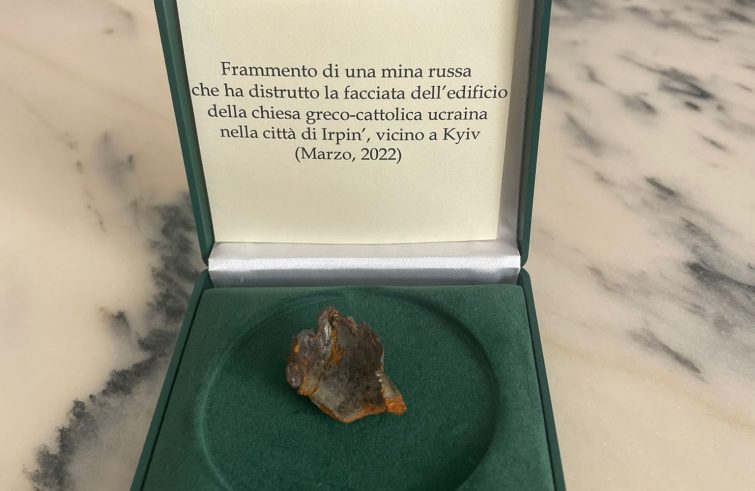 Frammento di una mina russa
che ha distrutto la facciata dell'edificio
della chiesa greco-cattolica ucraina
nella città di Irpin', vicino a Kyiv
(Marzo, 2022)